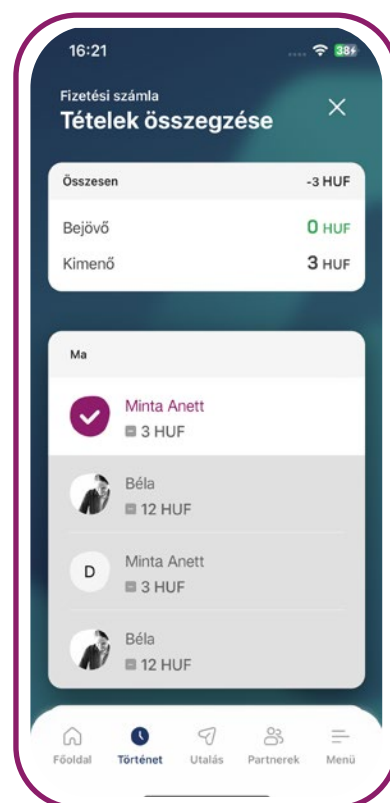 16:21
38
Fizetési számla
Tételek összegzése
Összesen -3 HUF
Bejövő 0 HUF
Kimenő 3 HUF
Ma
Minta Anett
3 HUF
Béla
12 HUF
D
Minta Anett
3 HUF
Béla
12 HUF
Főoldal Történet Utalás Partnerek Menü